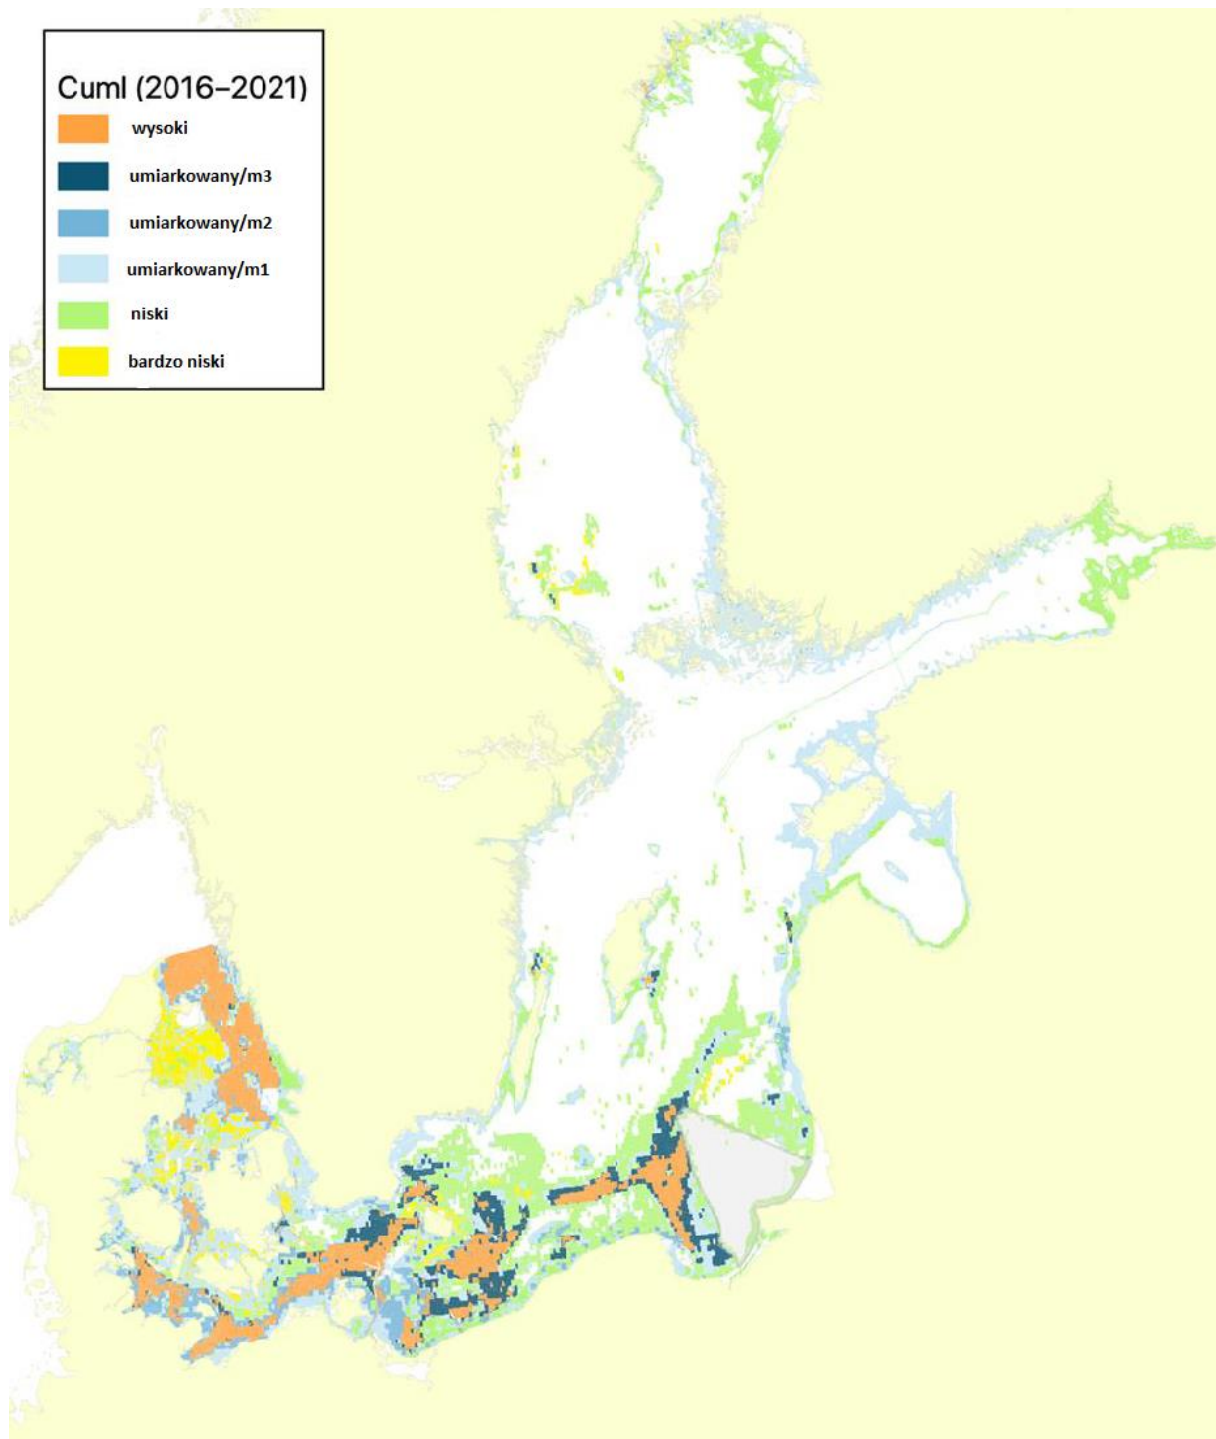 CumI (2016–2021)
wysoki
umiarkowany/m3
umiarkowany/m2
umiarkowany/m1
niski
bardzo niski